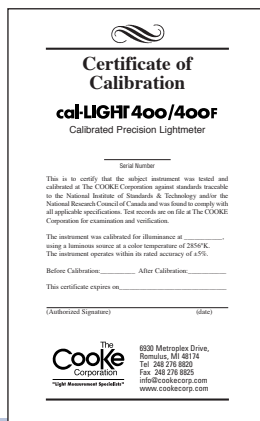 Certificate of
Calibration
cal-LIGHT 400/400F
Calibrated Precision Lightmeter
Serial Number
This is to certify that the subject instrument was tested and
calibrated at The COOKE Corporation against standards traceable
to the National Institute of Standards & Technology and/or the
National Research Council of Canada and was found to comply with
all applicable specifications. Test records are on file at The COOKE
Corporation for examination and verification.
The instrument was calibrated for illuminance at __________,
using a luminous source at a color temperature of 2856°K.
The instrument operates within its rated accuracy of ±5%.
Before Calibration:_________ After Calibration:__________
This certificate expires on____________________________
(Authorized Signature) (date)
The
Cooke
Corporation
"Light Measurement Specialists"
6930 Metroplex Drive,
Romulus, MI 48174
Tel 248 276 8820
Fax 248 276 8825
info@cookecorp.com
www.cookecorp.com